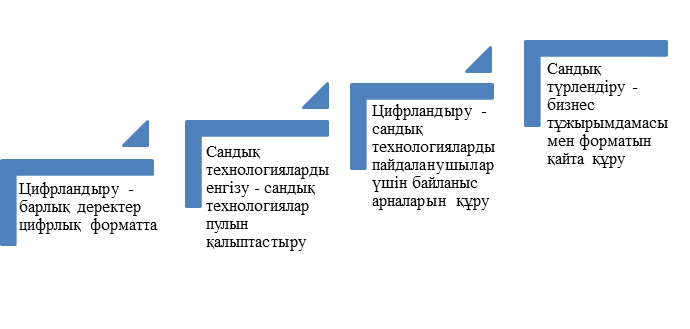 Цифрландыру -
барлық деректер
цифрлық форматта
Сандық
технологияларды
енгізу - сандық
технологиялар
пулын
қалыптастыру
Цифрландыру -
сандық
технологияларды
пайдаланушылар
үшін байланыс
арналарын құру
Сандық
түрлендіру -
бизнес
тұжырымдамасы
мен форматын
қайта құру